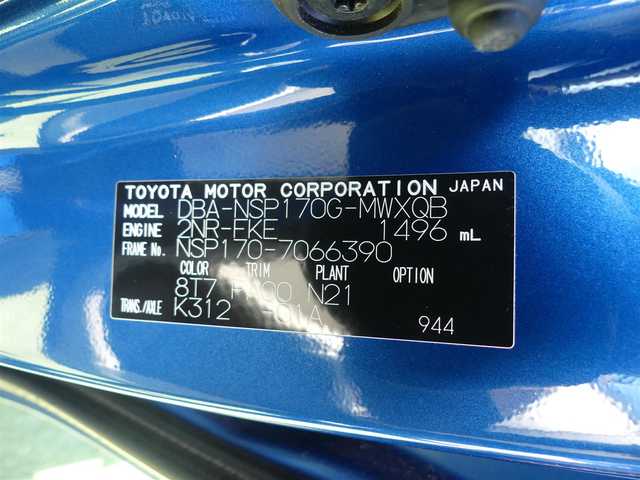 TOYOTA MOTOR CORPORATION JAPAN
MODEL DBA-NSP170G-MWXQB
ENGINE 2NR-FKE 1496 mL
FRAME No. NSP170-7066390
COLOR TRIM PLANT OPTION
8T7 N21
TRANS./AXLE K312 -01A
944